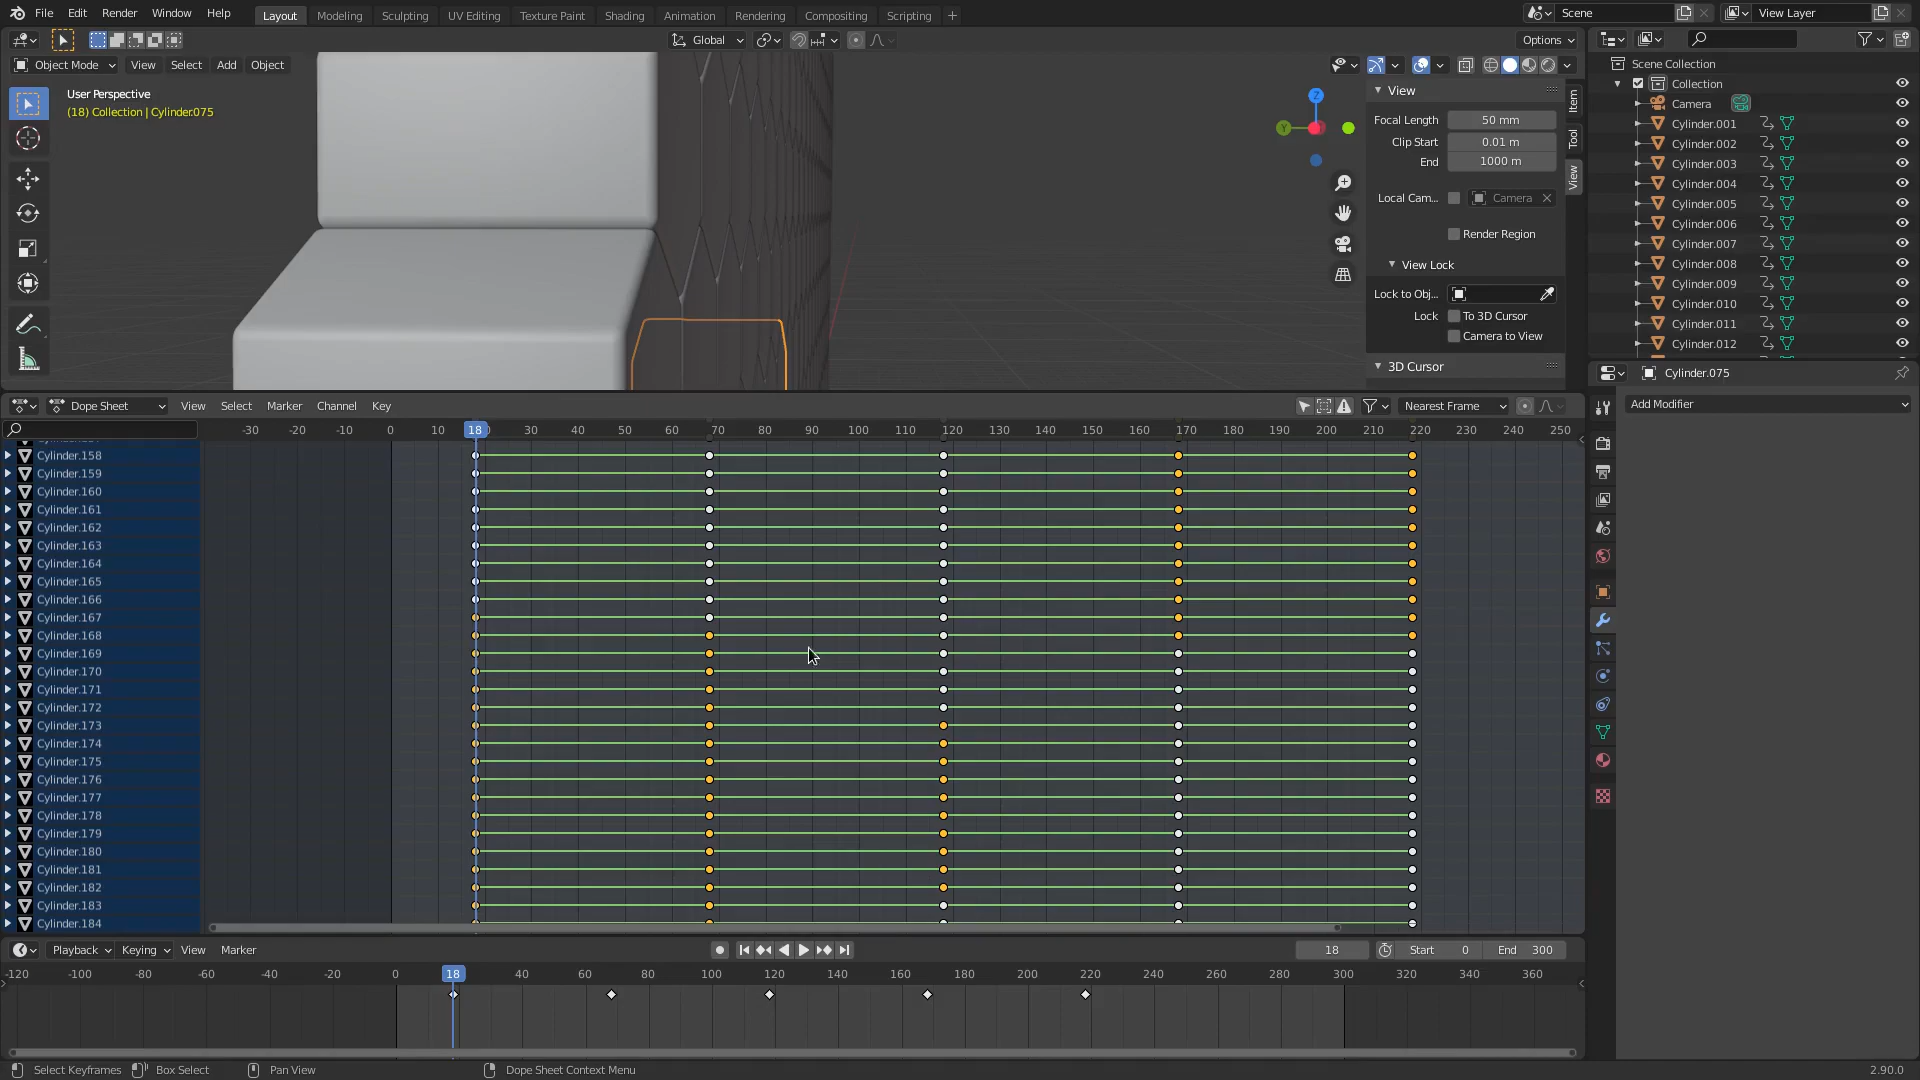 File Edit Render Window Help Layout Modeling Sculpting UV Editing Texture Paint Shading Animation Rendering Compositing Scripting + Scene View Layer
Global Options
Object Mode View Select Add Object
User Perspective
(18) Collection | Cylinder.075
Z
Y
View
Focal Length 50 mm
Clip Start 0.01 m
End 1000 m
Local Cam... Camera
Render Region
View Lock
Lock to Obj...
Lock To 3D Cursor
Camera to View
3D Cursor
Item
Tool
View
Scene Collection
Collection
Camera
Cylinder.001
Cylinder.002
Cylinder.003
Cylinder.004
Cylinder.005
Cylinder.006
Cylinder.007
Cylinder.008
Cylinder.009
Cylinder.010
Cylinder.011
Cylinder.012
Cylinder.075
Add Modifier
Dope Sheet View Select Marker Channel Key Nearest Frame
-30 -20 -10 0 10 18 30 40 50 60 70 80 90 100 110 120 130 140 150 160 170 180 190 200 210 220 230 240 250
Cylinder.158
Cylinder.159
Cylinder.160
Cylinder.161
Cylinder.162
Cylinder.163
Cylinder.164
Cylinder.165
Cylinder.166
Cylinder.167
Cylinder.168
Cylinder.169
Cylinder.170
Cylinder.171
Cylinder.172
Cylinder.173
Cylinder.174
Cylinder.175
Cylinder.176
Cylinder.177
Cylinder.178
Cylinder.179
Cylinder.180
Cylinder.181
Cylinder.182
Cylinder.183
Cylinder.184
Playback Keying View Marker 18 Start 0 End 300
-120 -100 -80 -60 -40 -20 0 18 40 60 80 100 120 140 160 180 200 220 240 260 280 300 320 340 360
Select Keyframes Box Select Pan View Dope Sheet Context Menu 2.90.0